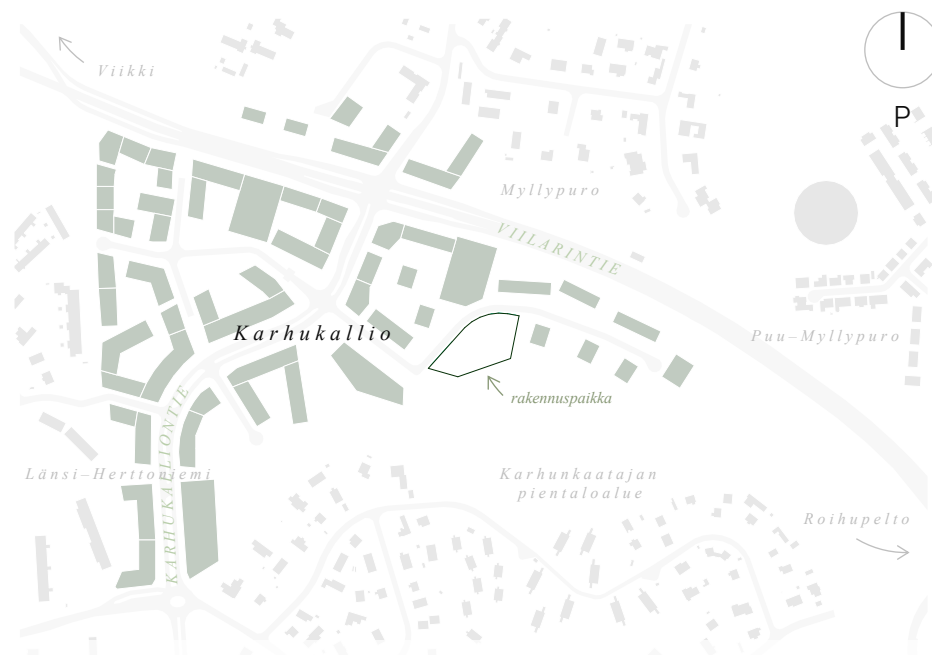 Viikki
P
Myllypuro
VIILARINTIE
Karhukallio
Puu–Myllypuro
rakennuspaikka
KARHUKALLIONTIE
Länsi–Herttoniemi
Karhunkaatajan
pientaloalue
Roihupelto